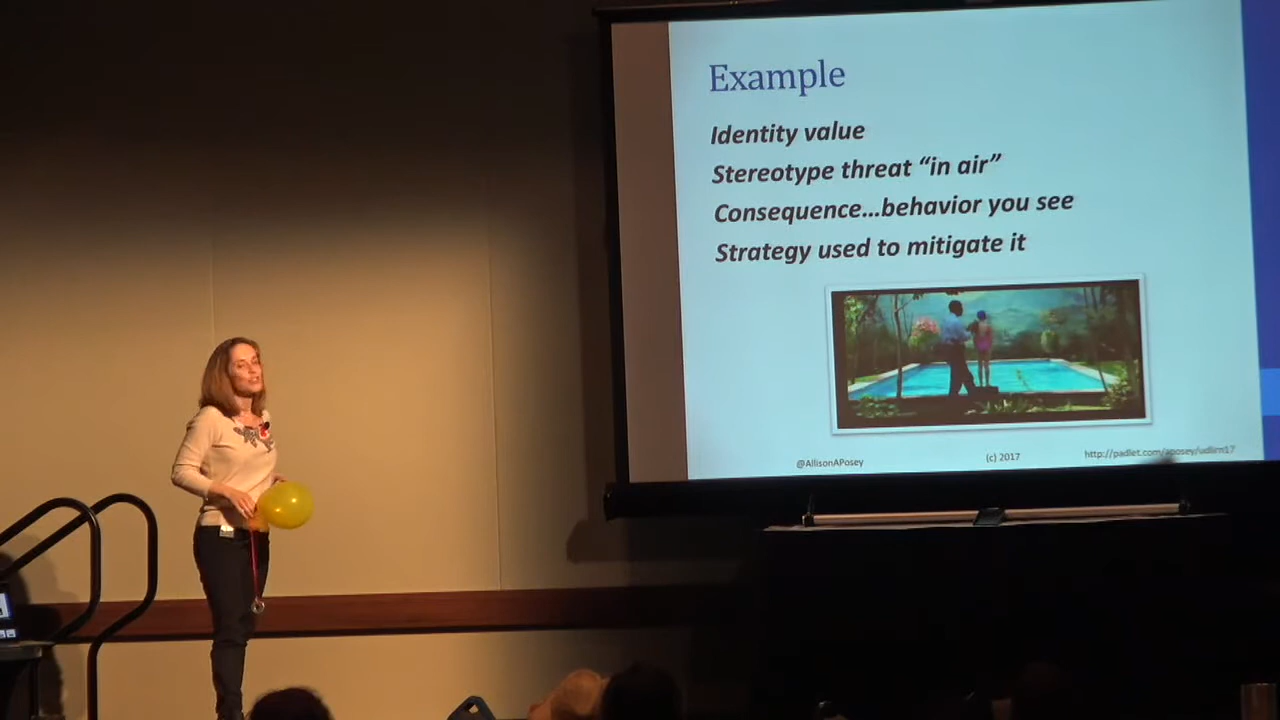 Example
Identity value
Stereotype threat “in air”
Consequence...behavior you see
Strategy used to mitigate it
@AllisonAPosey
(c) 2017
http://padlet.com/aposey/udlirn17